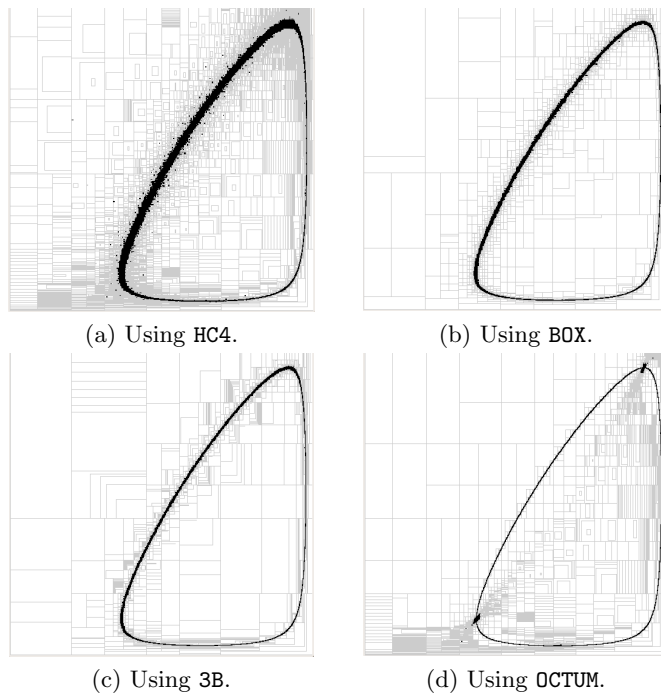 (a) Using HC4.
(b) Using BOX.
(c) Using 3B.
(d) Using OCTUM.